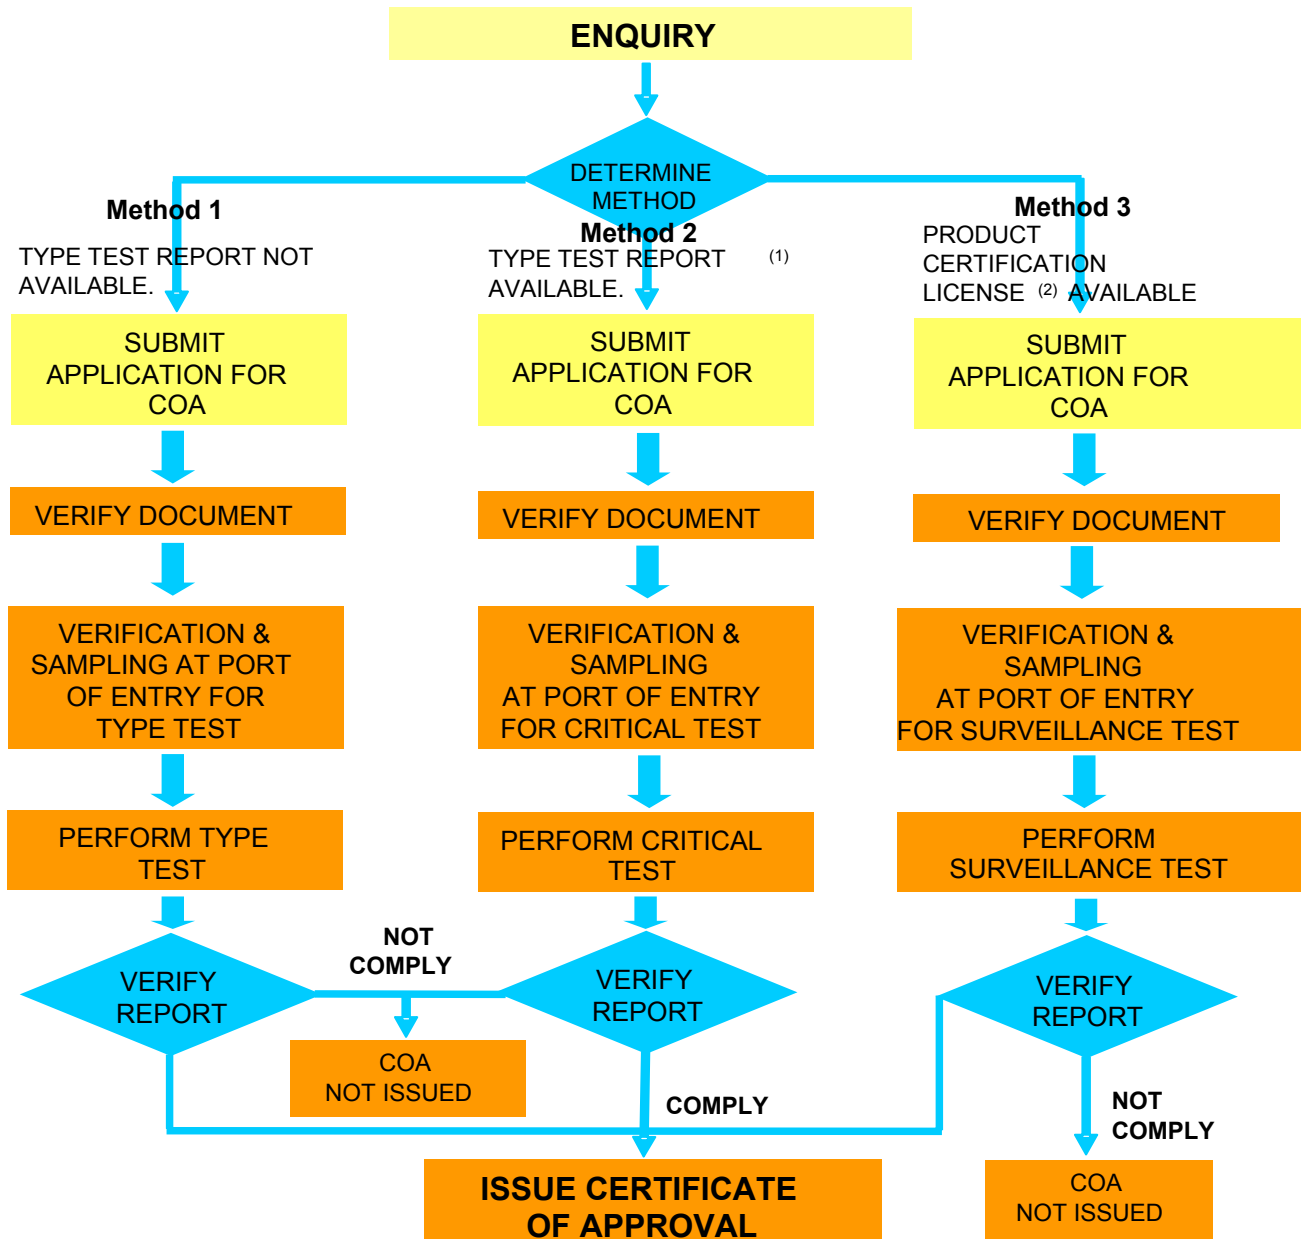 ENQUIRY
DETERMINE
METHOD
Method 1
TYPE TEST REPORT NOT
AVAILABLE.
Method 2
TYPE TEST REPORT (1)
AVAILABLE.
Method 3
PRODUCT
CERTIFICATION
LICENSE (2) AVAILABLE
SUBMIT
APPLICATION FOR
COA
SUBMIT
APPLICATION FOR
COA
SUBMIT
APPLICATION FOR
COA
VERIFY DOCUMENT
VERIFY DOCUMENT
VERIFY DOCUMENT
VERIFICATION &
SAMPLING AT PORT
OF ENTRY FOR
TYPE TEST
VERIFICATION &
SAMPLING
AT PORT OF ENTRY
FOR CRITICAL TEST
VERIFICATION &
SAMPLING
AT PORT OF ENTRY
FOR SURVEILLANCE TEST
PERFORM TYPE
TEST
PERFORM CRITICAL
TEST
PERFORM
SURVEILLANCE TEST
VERIFY
REPORT
NOT
COMPLY
VERIFY
REPORT
VERIFY
REPORT
COA
NOT ISSUED
COMPLY
NOT
COMPLY
ISSUE CERTIFICATE
OF APPROVAL
COA
NOT ISSUED